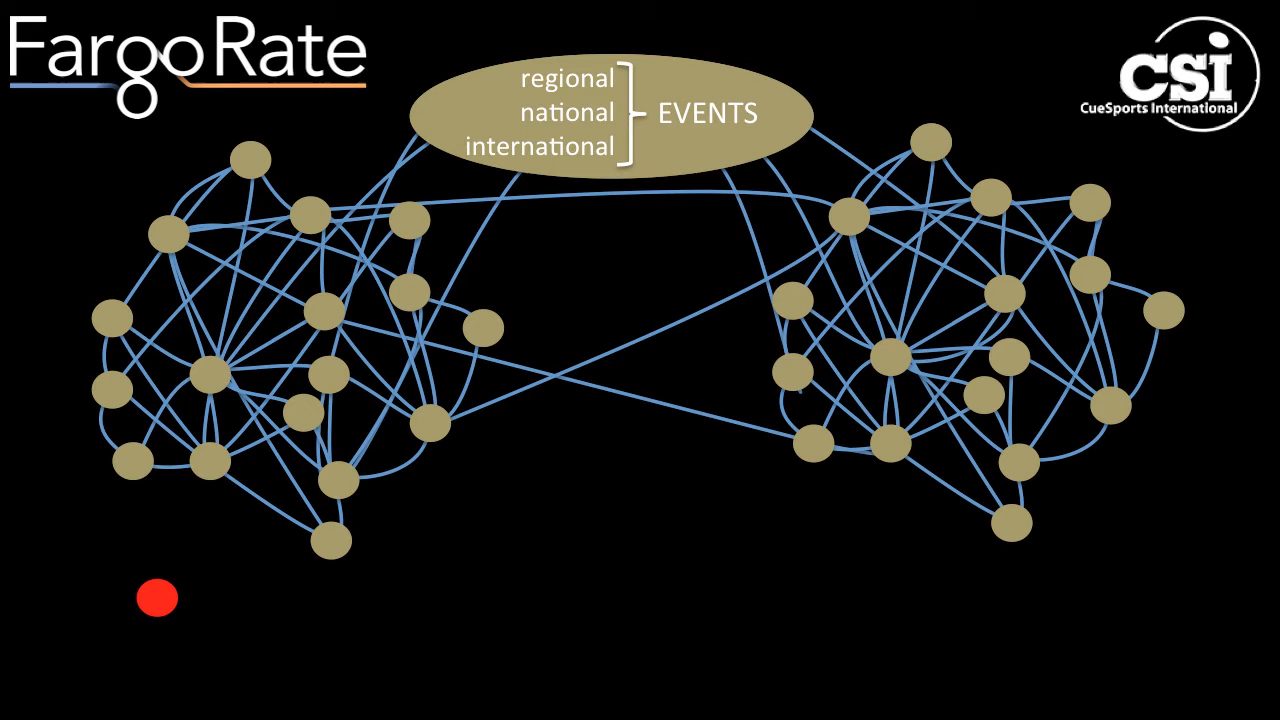 FargoRate
csi
CueSports International
regional
national
international
EVENTS